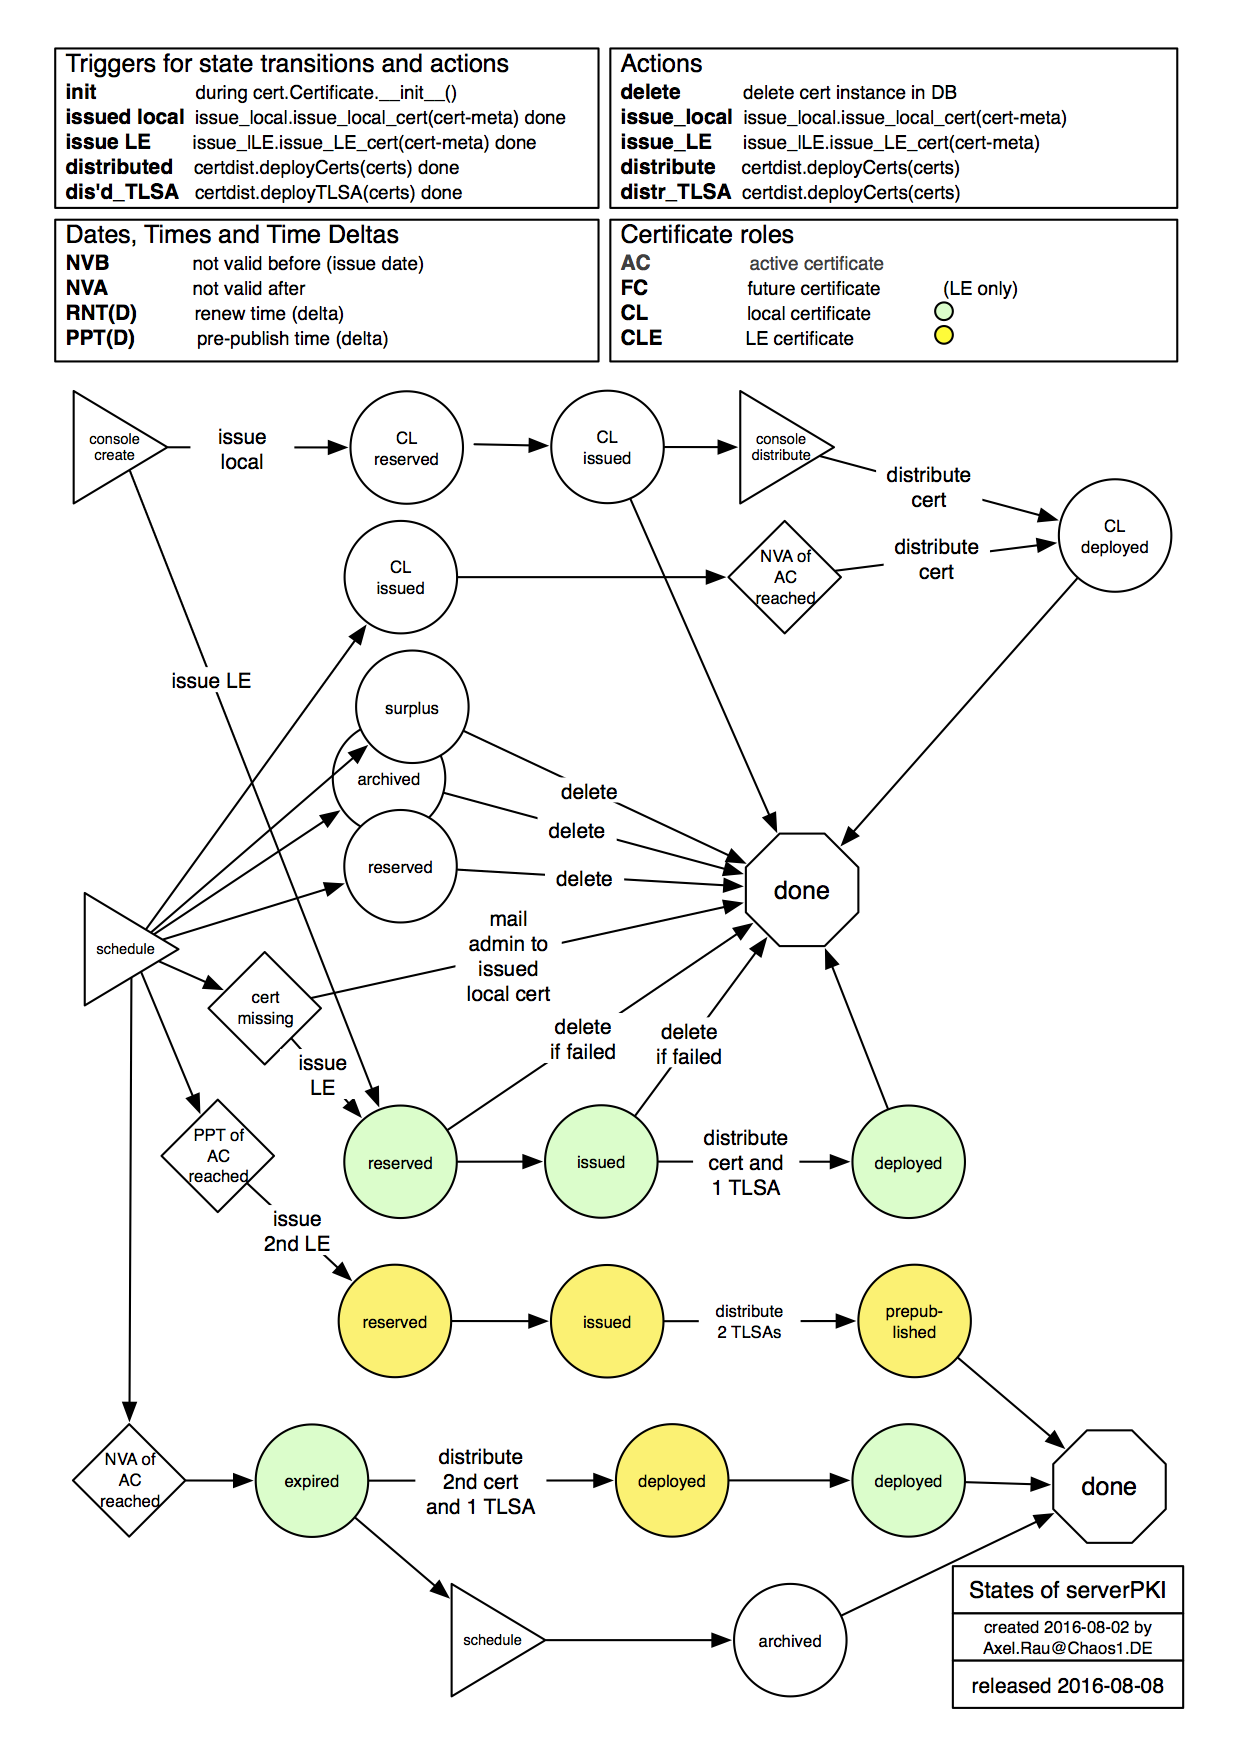 Triggers for state transitions and actions
init during cert.Certificate.__init__()
issued local issue_local.issue_local_cert(cert-meta) done
issue LE issue_lLE.issue_LE_cert(cert-meta) done
distributed certdist.deployCerts(certs) done
dis'd_TLSA certdist.deployTLSA(certs) done
Actions
delete delete cert instance in DB
issue_local issue_local.issue_local_cert(cert-meta)
issue_LE issue_lLE.issue_LE_cert(cert-meta)
distribute certdist.deployCerts(certs)
distr_TLSA certdist.deployCerts(certs)
Dates, Times and Time Deltas
NVB not valid before (issue date)
NVA not valid after
RNT(D) renew time (delta)
PPT(D) pre-publish time (delta)
Certificate roles
AC active certificate
FC future certificate (LE only)
CL local certificate
CLE LE certificate
console
create
issue
local
CL
reserved
CL
issued
console
distribute
distribute
cert
CL
deployed
CL
issued
NVA of
AC
reached
distribute
cert
issue LE
surplus
archived
reserved
delete
delete
delete
done
schedule
mail
admin to
issued
local cert
cert
missing
issue
LE
delete
if failed
delete
if failed
PPT of
AC
reached
reserved
issued
distribute
cert and
1 TLSA
deployed
issue
2nd LE
reserved
issued
distribute
2 TLSAs
prepub-
lished
NVA of
AC
reached
expired
distribute
2nd cert
and 1 TLSA
deployed
deployed
done
schedule
archived
States of serverPKI
created 2016-08-02 by
Axel.Rau@Chaos1.DE
released 2016-08-08